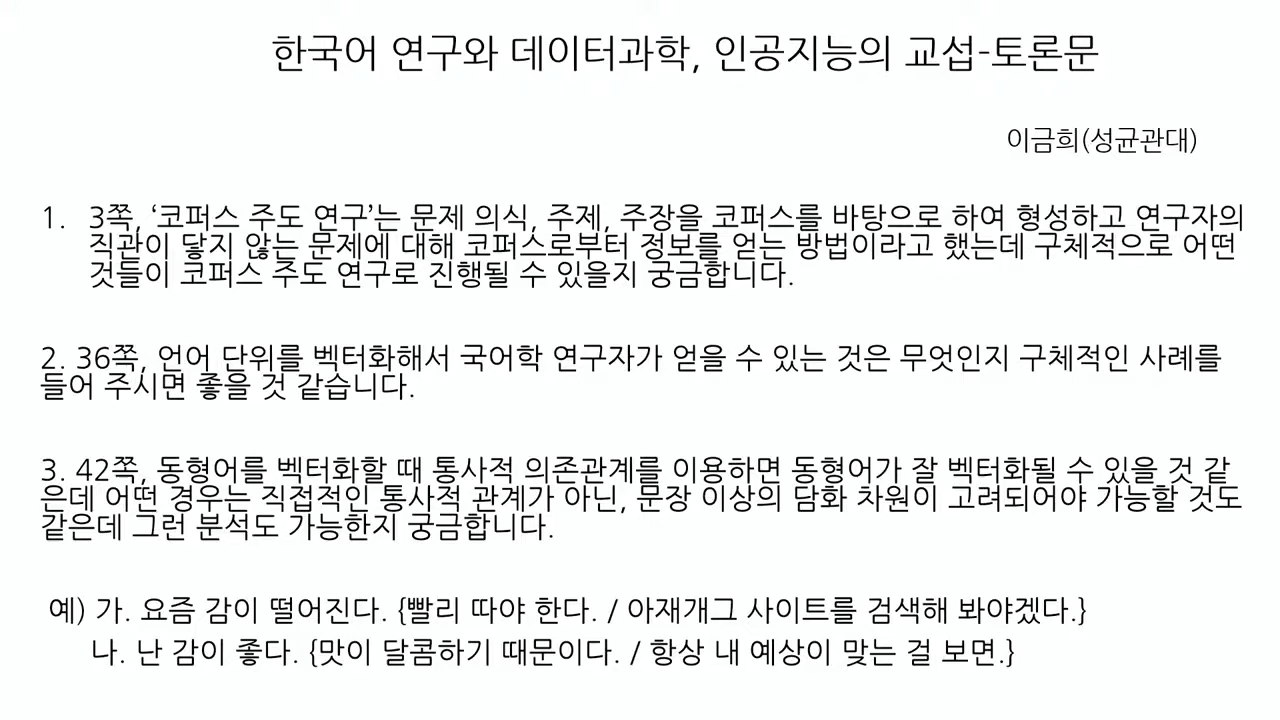 한국어 연구와 데이터과학, 인공지능의 교섭-토론문
이금희(성균관대)
1. 3쪽, ‘코퍼스 주도 연구’는 문제 의식, 주제, 주장을 코퍼스를 바탕으로 하여 형성하고 연구자의
직관이 닿지 않는 문제에 대해 코퍼스로부터 정보를 얻는 방법이라고 했는데 구체적으로 어떤
것들이 코퍼스 주도 연구로 진행될 수 있을지 궁금합니다.
2. 36쪽, 언어 단위를 벡터화해서 국어학 연구자가 얻을 수 있는 것은 무엇인지 구체적인 사례를
들어 주시면 좋을 것 같습니다.
3. 42쪽, 동형어를 벡터화할 때 통사적 의존관계를 이용하면 동형어가 잘 벡터화될 수 있을 것 같
은데 어떤 경우는 직접적인 통사적 관계가 아닌, 문장 이상의 담화 차원이 고려되어야 가능할 것도
같은데 그런 분석도 가능한지 궁금합니다.
예) 가. 요즘 감이 떨어진다. {빨리 따야 한다. / 아재개그 사이트를 검색해 봐야겠다.}
나. 난 감이 좋다. {맛이 달콤하기 때문이다. / 항상 내 예상이 맞는 걸 보면.}